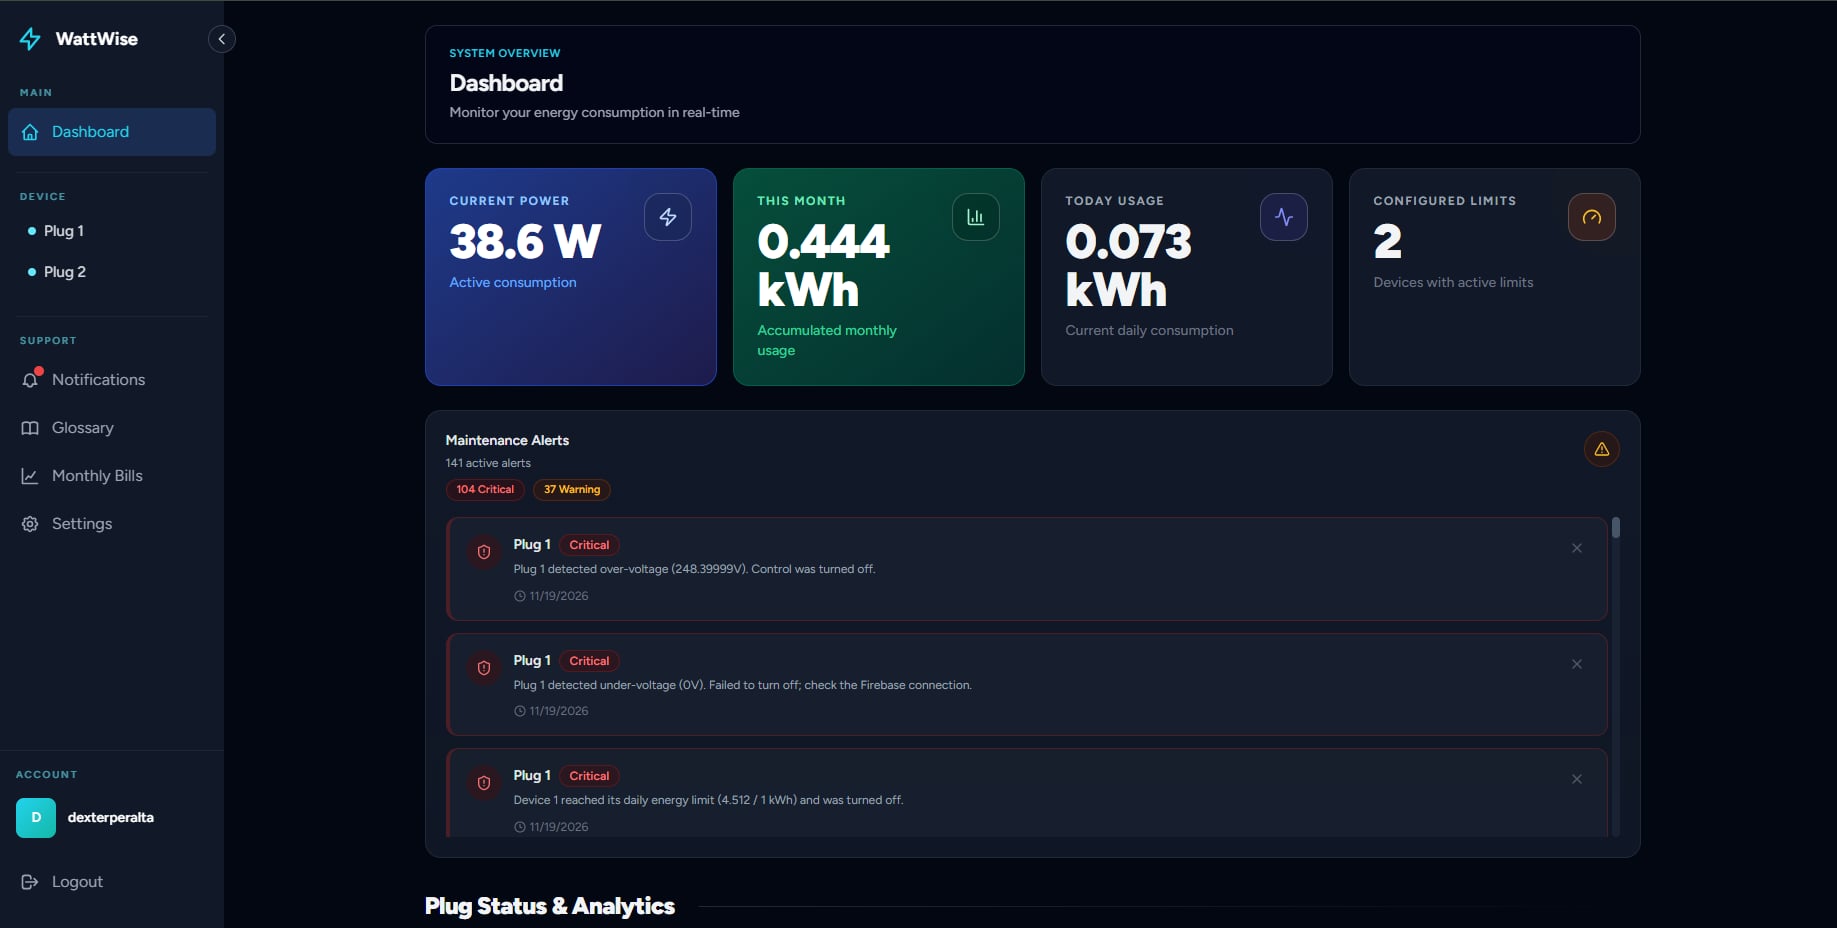 WattWise
MAIN
Dashboard
DEVICE
Plug 1
Plug 2
SUPPORT
Notifications
Glossary
Monthly Bills
Settings
ACCOUNT
D
dexterperalta
Logout
SYSTEM OVERVIEW
Dashboard
Monitor your energy consumption in real-time
CURRENT POWER
38.6 W
Active consumption
THIS MONTH
0.444
kWh
Accumulated monthly
usage
TODAY USAGE
0.073
kWh
Current daily consumption
CONFIGURED LIMITS
2
Devices with active limits
Maintenance Alerts
141 active alerts
104 Critical 37 Warning
Plug 1 Critical
Plug 1 detected over-voltage (248.39999V). Control was turned off.
11/19/2026
Plug 1 Critical
Plug 1 detected under-voltage (0V). Failed to turn off; check the Firebase connection.
11/19/2026
Plug 1 Critical
Device 1 reached its daily energy limit (4.512 / 1 kWh) and was turned off.
11/19/2026
Plug Status & Analytics